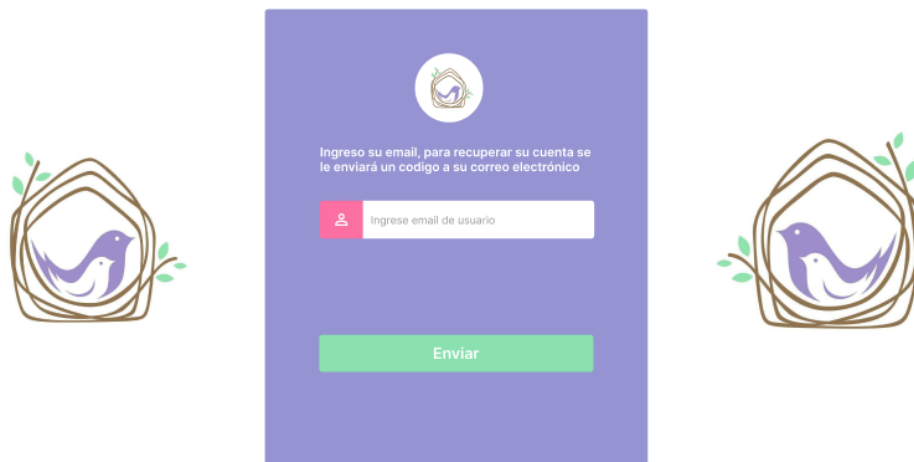 Ingreso su email, para recuperar su cuenta se
le enviará un codigo a su correo electrónico
Ingrese email de usuario
Enviar